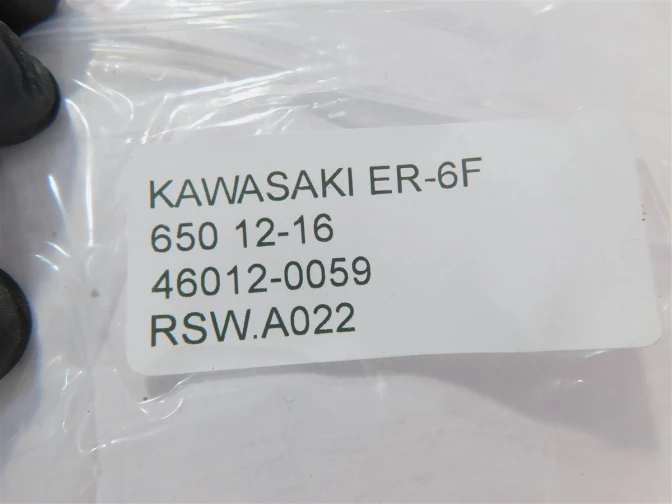 KAWASAKI ER-6F
650 12-16
46012-0059
RSW.A022